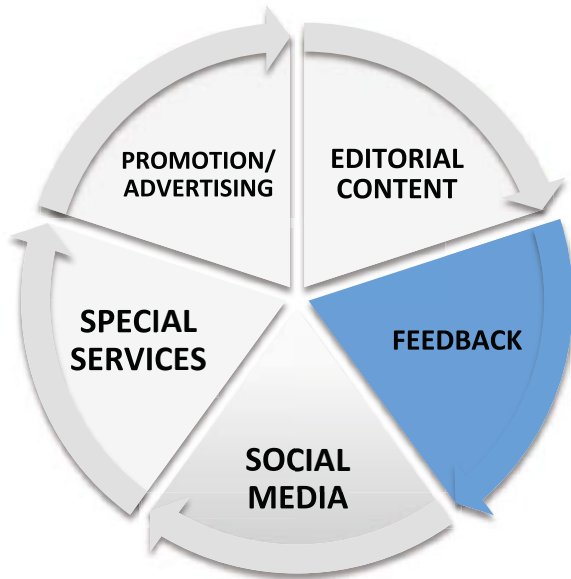 PROMOTION/
ADVERTISING
EDITORIAL
CONTENT
FEEDBACK
SOCIAL
MEDIA
SPECIAL
SERVICES